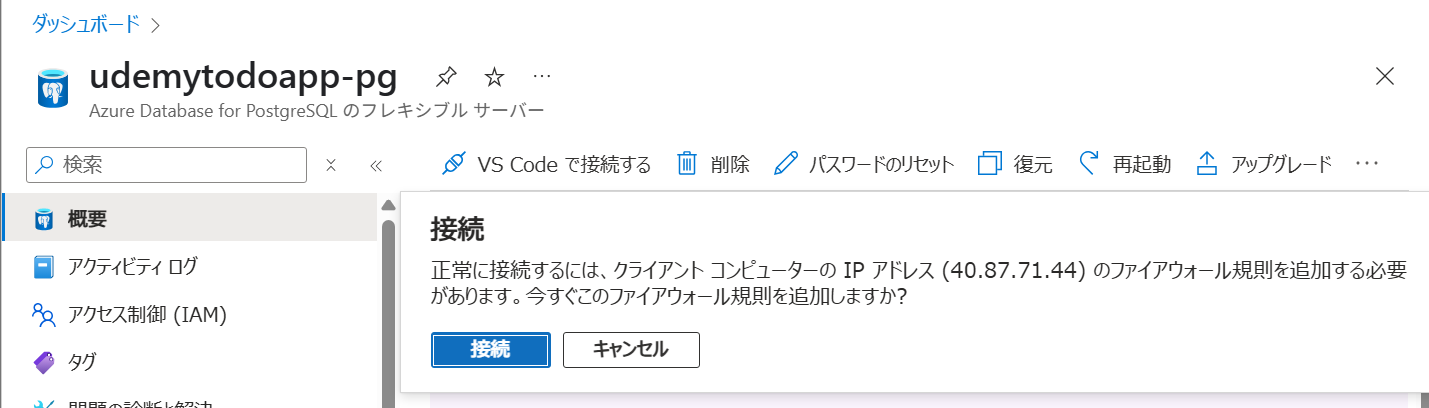 ダッシュボード
udemytodoapp-pg
Azure Database for PostgreSQL のフレキシブル サーバー
検索
VS Code で接続する
削除
パスワードのリセット
復元
再起動
アップグレード
概要
アクティビティ ログ
アクセス制御 (IAM)
タグ
問題の診断と解決
接続
正常に接続するには、クライアント コンピューターの IP アドレス (40.87.71.44) のファイアウォール規則を追加する必要
があります。今すぐこのファイアウォール規則を追加しますか?
接続
キャンセル